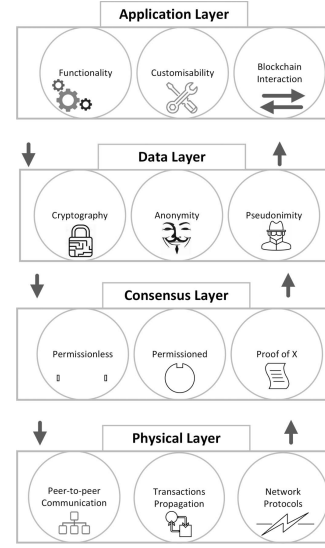 Application Layer
Functionality
Customisability
Blockchain
Interaction
Data Layer
Cryptography
Anonymity
Pseudonimity
Consensus Layer
Permissionless
Permissioned
Proof of X
Physical Layer
Peer-to-peer
Communication
Transactions
Propagation
Network
Protocols